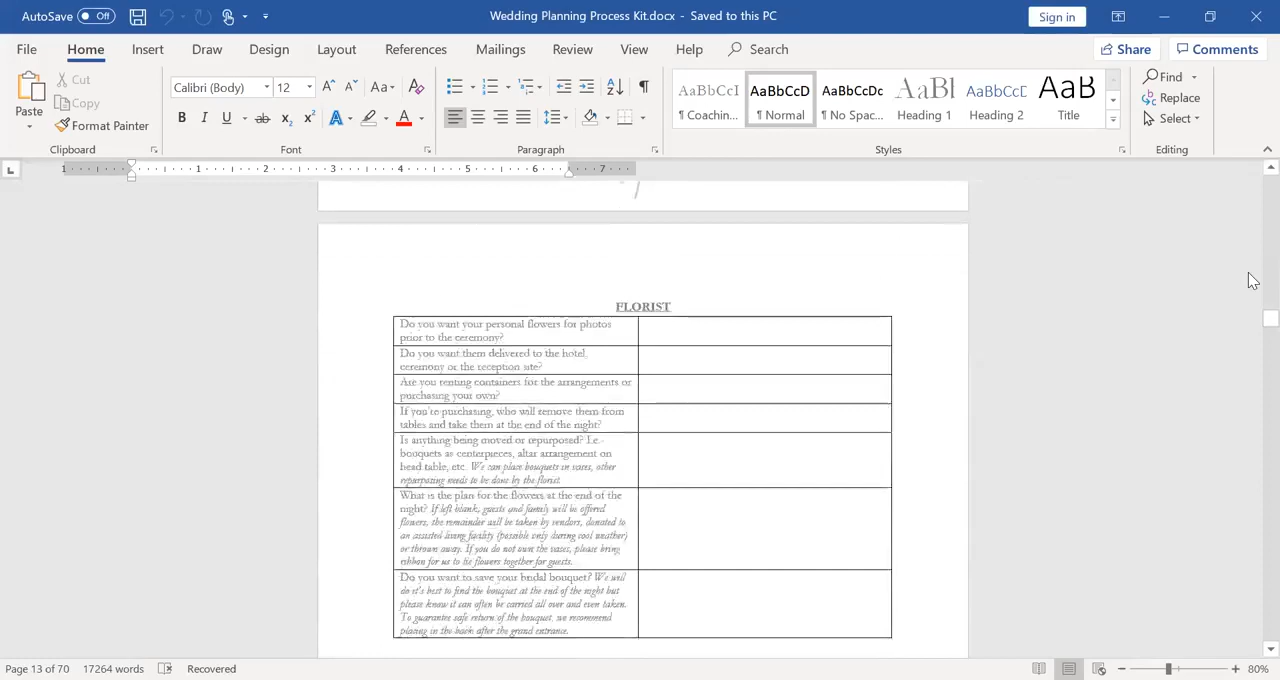 AutoSave Off Wedding Planning Process Kit.docx - Saved to this PC Sign in
File Home Insert Draw Design Layout References Mailings Review View Help Search Share Comments
Paste Cut Copy Format Painter
Calibri (Body) 12 Aa
B I U ab x₂ x² A A
AaBbCcI AaBbCcD AaBbCcDc AaBbI AaBbCcC AaB
¶ Coachin... ¶ Normal ¶ No Spac... Heading 1 Heading 2 Title
Find Replace Select
Clipboard Font Paragraph Styles Editing
1 1 2 3 4 5 6 7
FLORIST
Do you want your personal flowers for photos
prior to the ceremony?
Do you want them delivered to the hotel,
ceremony or the reception site?
Are you renting containers for the arrangements or
purchasing your own?
If you're purchasing, who will remove them from
tables and take them at the end of the night?
Is anything being moved or repurposed? I.e.-
bouquets as centerpieces, altar arrangement on
head table, etc. We can place bouquets in vases, other
repurposing needs to be done by the florist.
What is the plan for the flowers at the end of the
night? If left blank, guests and family will be offered
flowers, the remainder will be taken by vendors, donated to
an assisted living facility (possible only during cool weather)
or thrown away. If you do not own the vases, please bring
ribbon for us to tie flowers together for guests.
Do you want to save your bridal bouquet? We will
do it's best to find the bouquet at the end of the night but
please know it can often be carried all over and even taken.
To guarantee safe return of the bouquet, we recommend
placing in the back after the grand entrance.
Page 13 of 70 17264 words Recovered 80%